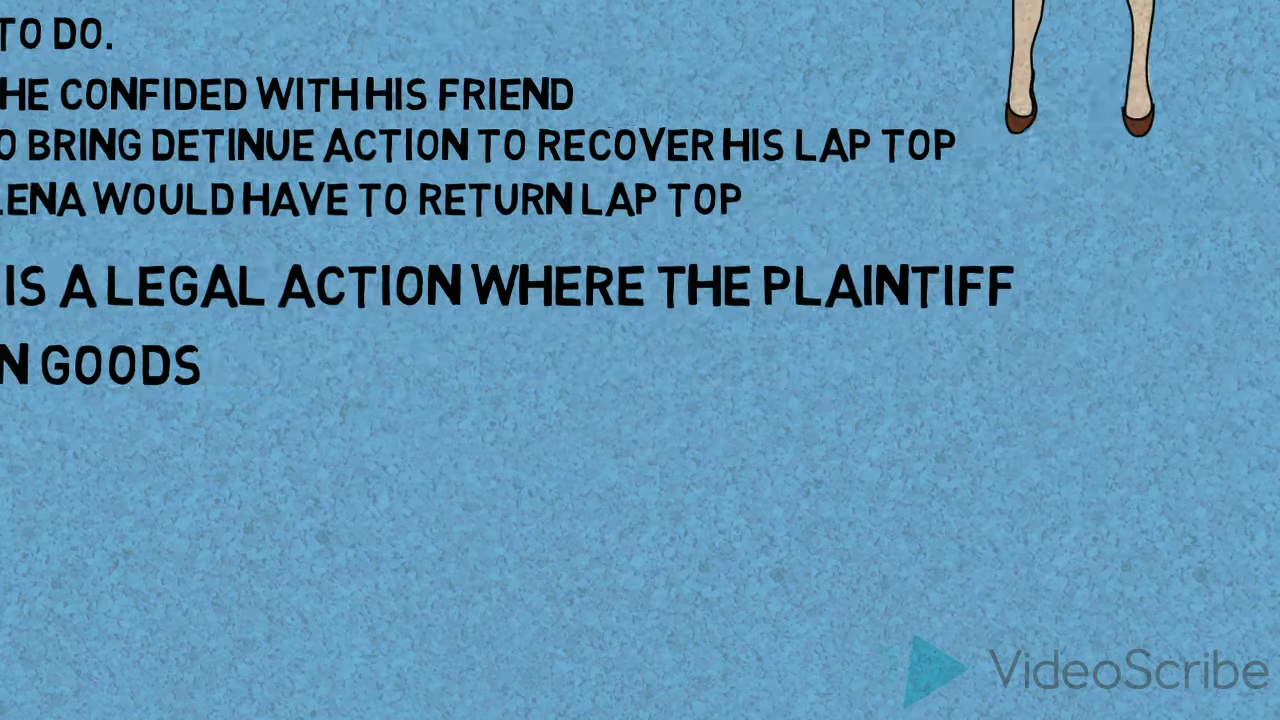 TO DO.
HE CONFIDED WITH HIS FRIEND
O BRING DETINUE ACTION TO RECOVER HIS LAP TOP
LENA WOULD HAVE TO RETURN LAP TOP
IS A LEGAL ACTION WHERE THE PLAINTIFF
N GOODS
VideoScribe